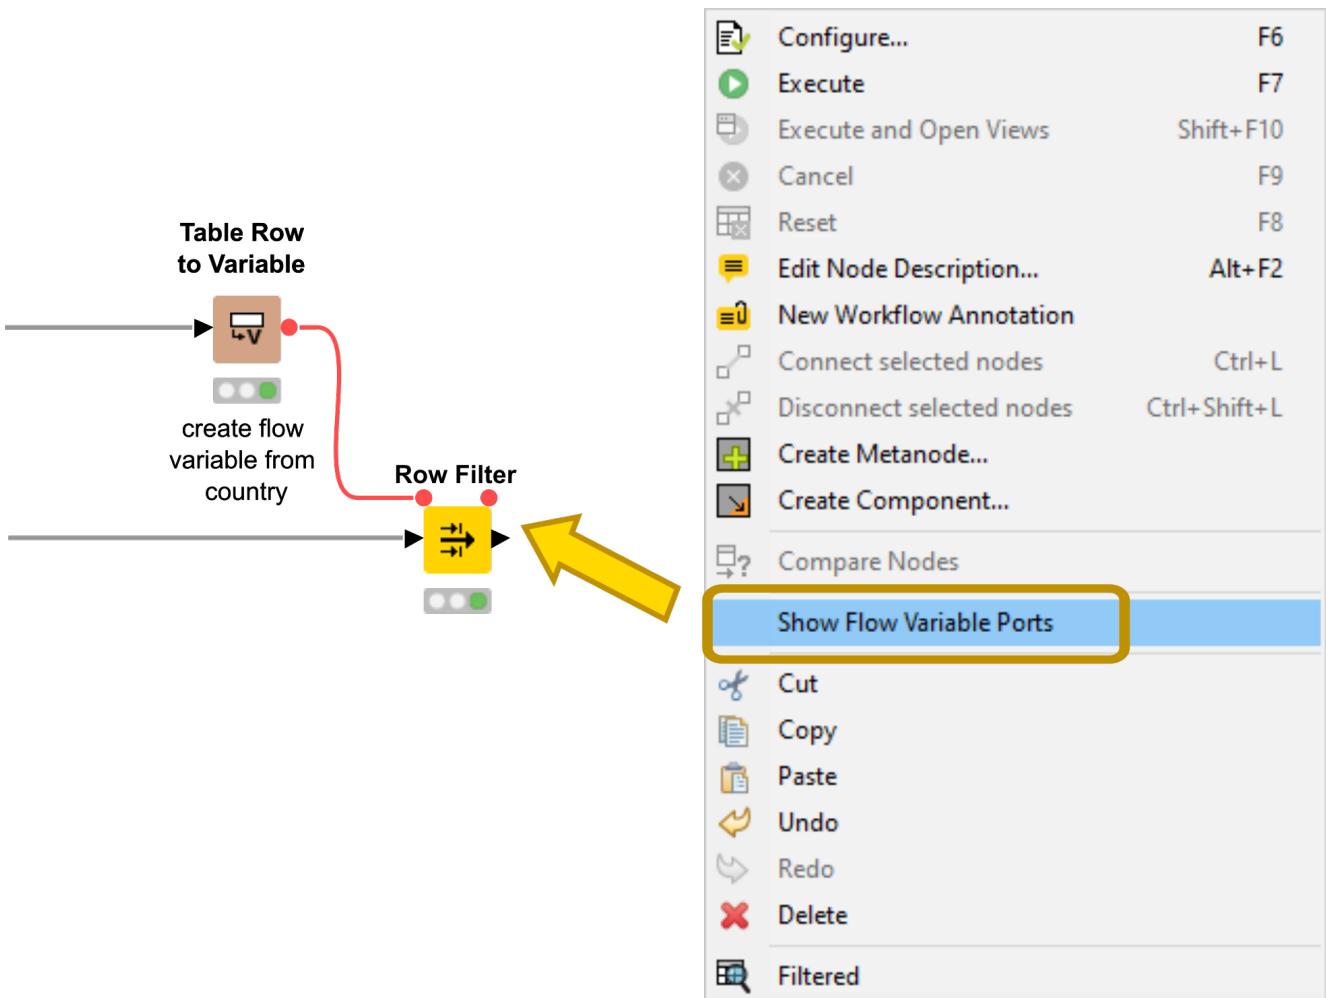 Table Row
to Variable
V
create flow
variable from
country
Row Filter
Configure... F6
Execute F7
Execute and Open Views Shift+F10
Cancel F9
Reset F8
Edit Node Description... Alt+F2
New Workflow Annotation
Connect selected nodes Ctrl+L
Disconnect selected nodes Ctrl+Shift+L
Create Metanode...
Create Component...
Compare Nodes
Show Flow Variable Ports
Cut
Copy
Paste
Undo
Redo
Delete
Filtered